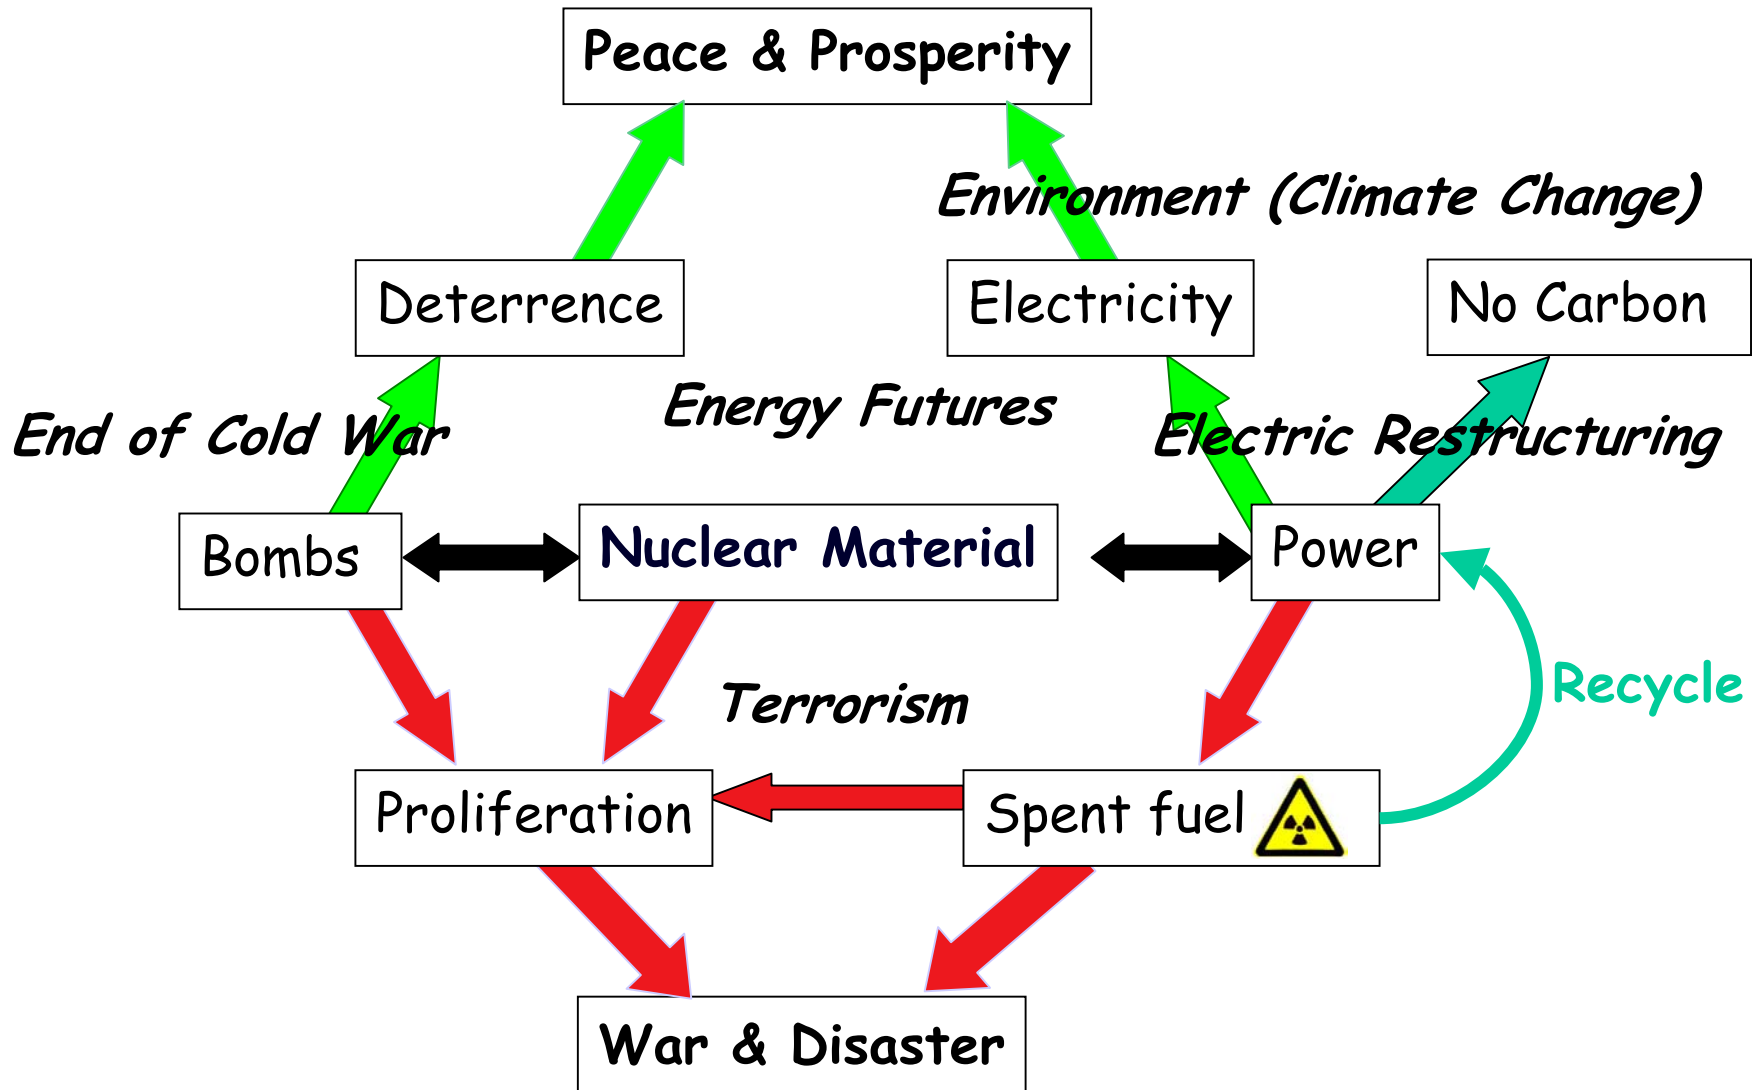 Peace & Prosperity
Environment (Climate Change)
Deterrence
Electricity
No Carbon
Energy Futures
End of Cold War
Electric Restructuring
Bombs
Nuclear Material
Power
Terrorism
Recycle
Proliferation
Spent fuel
War & Disaster